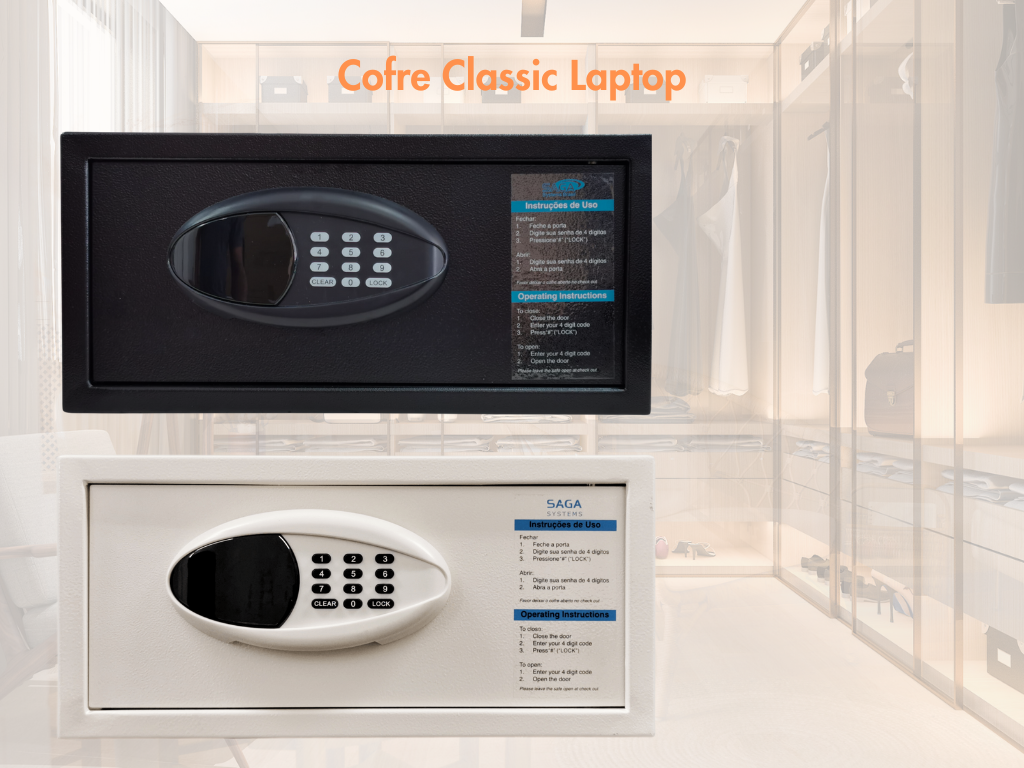 Cofre Classic Laptop
Instruções de Uso
Fechar:
1. Feche a porta
2. Digite sua senha de 4 dígitos
3. Pressione"#" ("LOCK")
Abrir:
1. Digite sua senha de 4 dígitos
2. Abra a porta
Favor deixar o cofre aberto no check out
Operating Instructions
To close:
1. Close the door
2. Enter your 4 digit code
3. Press"#" ("LOCK")
To open:
1. Enter your 4 digit code
2. Open the door
Please leave the safe open at check out
1 2 3
4 5 6
7 8 9
CLEAR 0 LOCK
SAGA
SYSTEMS
Instruções de Uso
Fechar
1. Feche a porta
2. Digite sua senha de 4 dígitos
3. Pressione "#" ("LOCK")
Abrir:
1. Digite sua senha de 4 dígitos
2. Abra a porta
Favor deixar o cofre aberto no check out
Operating Instructions
To close:
1. Close the door
2. Enter your 4 digit code
3. Press "#" ("LOCK")
To open:
1. Enter your 4 digit code
2. Open the door
Please leave the safe open at check out
1 2 3
4 5 6
7 8 9
CLEAR 0 LOCK